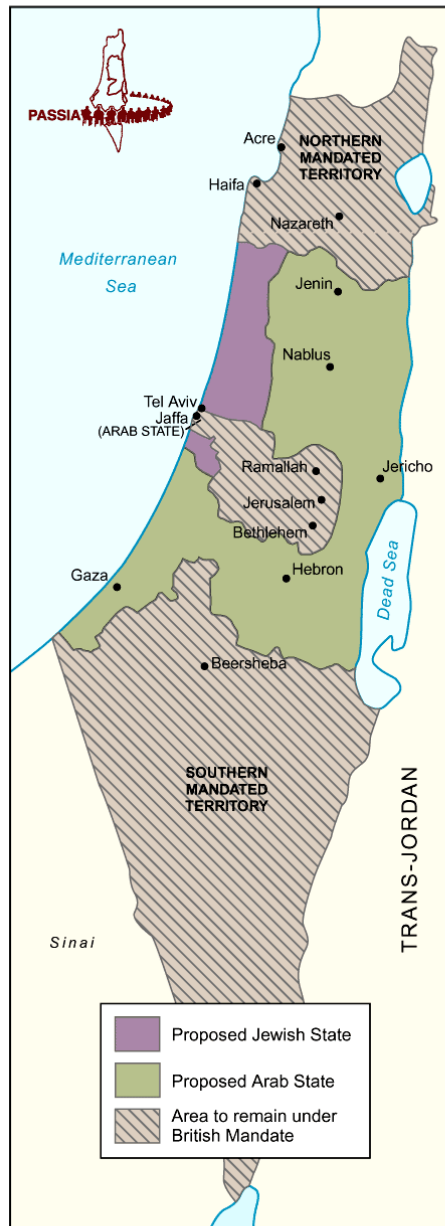 PASSIA
Acre
NORTHERN
MANDATED
TERRITORY
Haifa
Nazareth
Mediterranean
Sea
Jenin
Nablus
Tel Aviv
Jaffa
(ARAB STATE)
Ramallah
Jericho
Jerusalem
Bethlehem
Gaza
Hebron
Dead Sea
Beersheba
SOUTHERN
MANDATED
TERRITORY
TRANS-JORDAN
Sinai
Proposed Jewish State
Proposed Arab State
Area to remain under
British Mandate